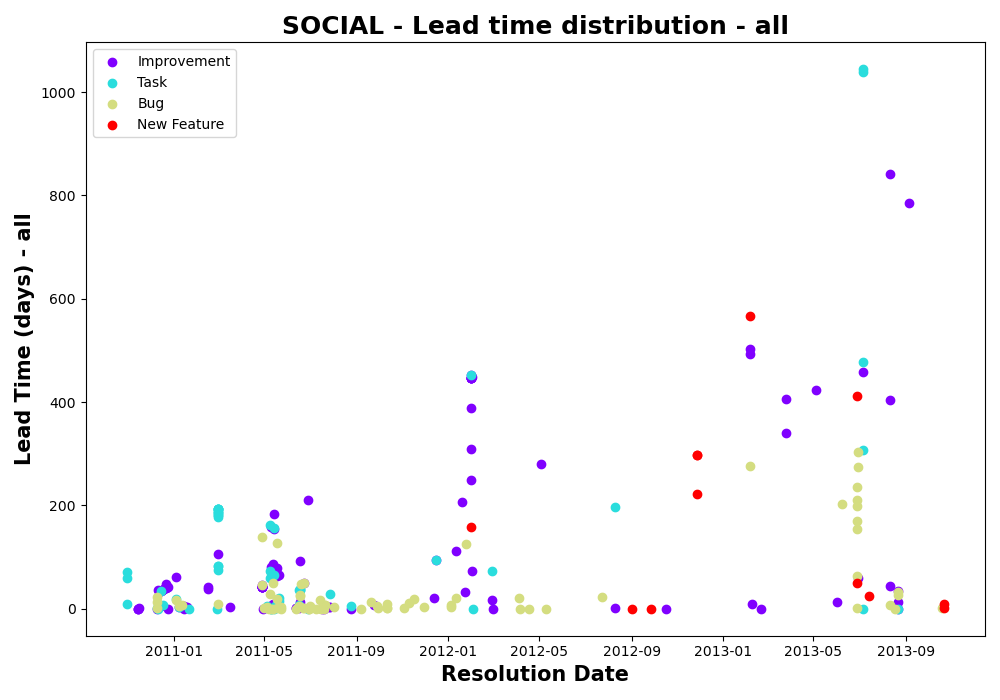 SOCIAL - Lead time distribution - all
Improvement
Task
Bug
New Feature
Lead Time (days) - all
1000
800
600
400
200
0
2011-01 2011-05 2011-09 2012-01 2012-05 2012-09 2013-01 2013-05 2013-09
Resolution Date